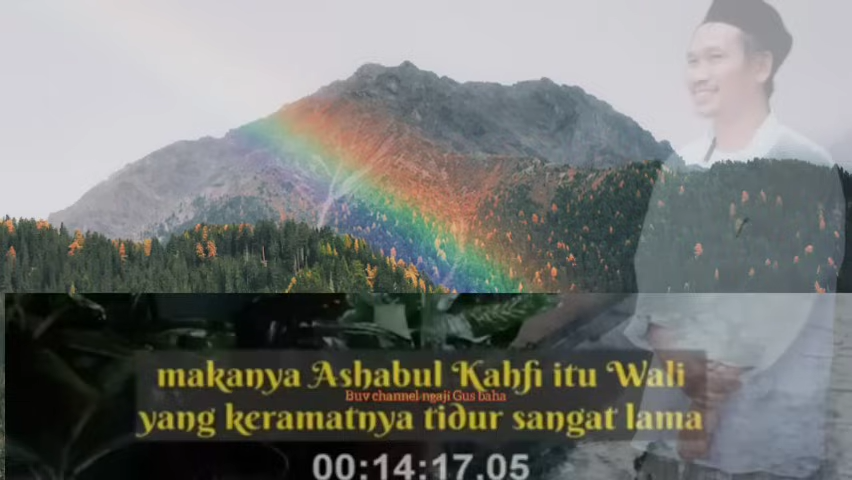 makanya Ashabul Kahfi itu Wali
Buv channel ngaji Gus baha
yang keramatnya tidur sangat lama
00:14:17.05